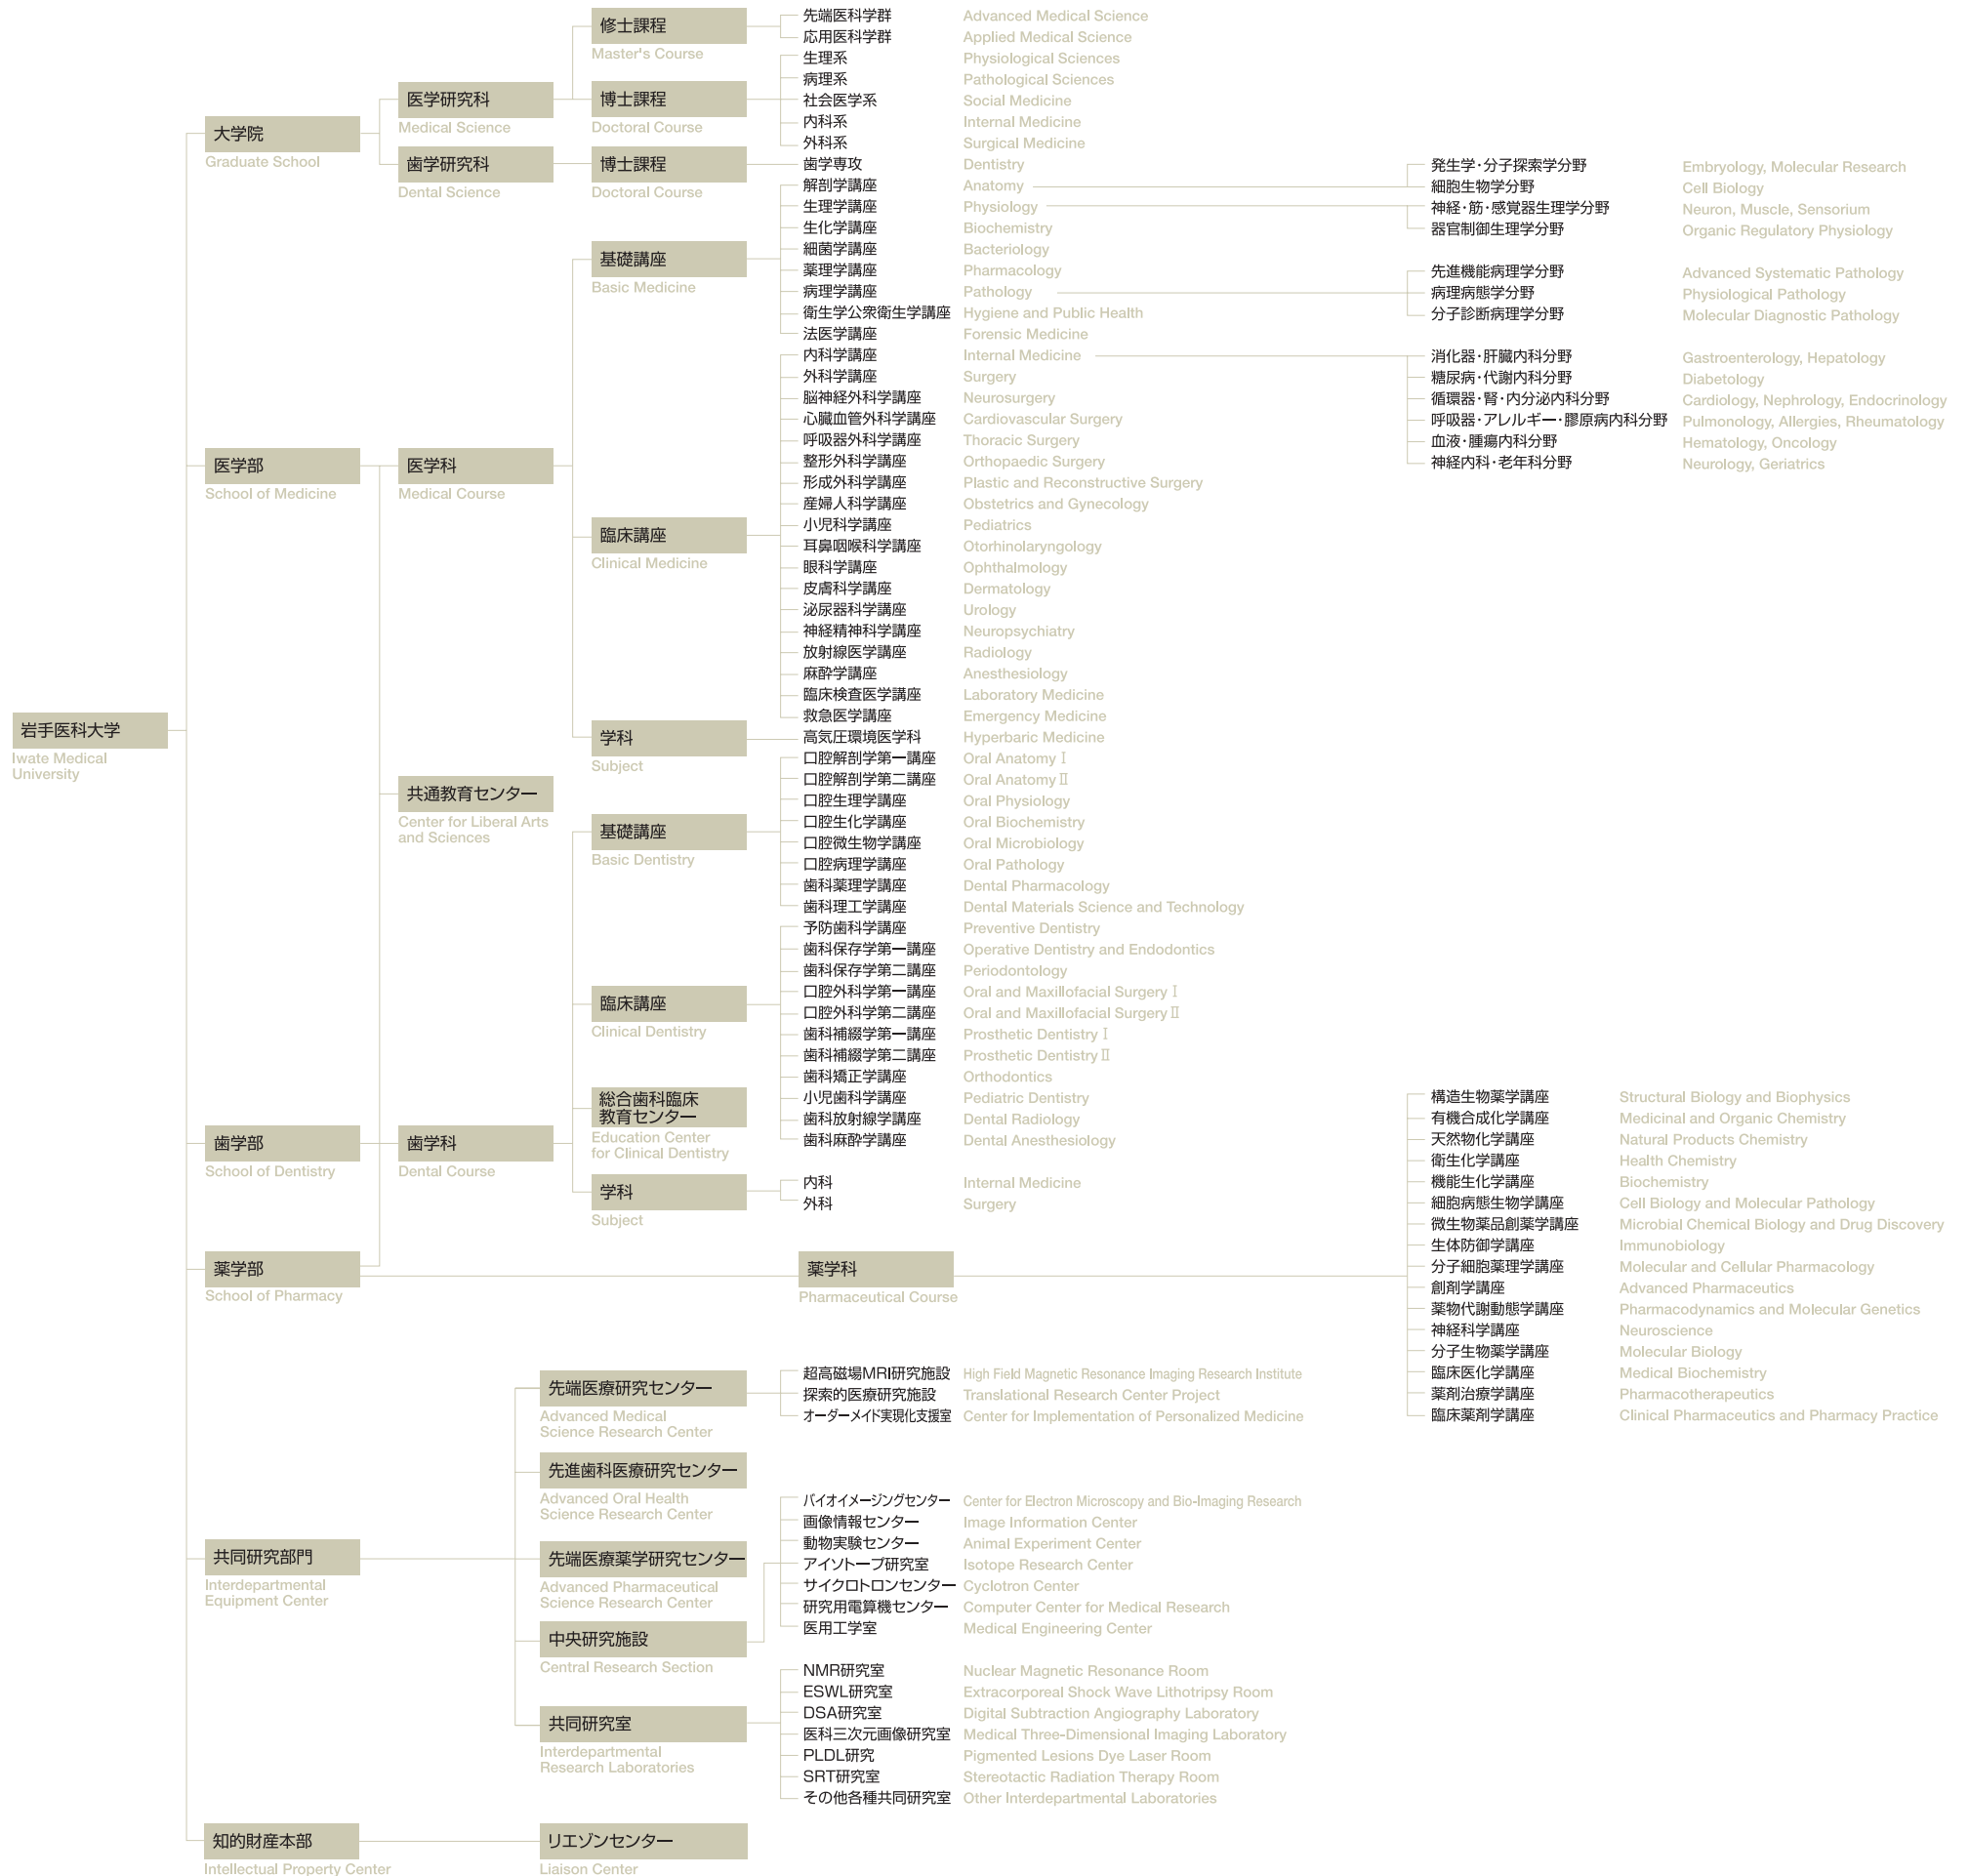 岩手医科大学
Iwate Medical
University
大学院
Graduate School
医学研究科
Medical Science
修士課程
Master's Course
先端医科学群 Advanced Medical Science
応用医科学群 Applied Medical Science
博士課程
Doctoral Course
生理系 Physiological Sciences
病理系 Pathological Sciences
社会医学系 Social Medicine
内科系 Internal Medicine
外科系 Surgical Medicine
歯学研究科
Dental Science
博士課程
Doctoral Course
歯学専攻 Dentistry
医学部
School of Medicine
医学科
Medical Course
基礎講座
Basic Medicine
解剖学講座 Anatomy
発生学・分子探索学分野 Embryology, Molecular Research
細胞生物学分野 Cell Biology
生理学講座 Physiology
神経・筋・感覚器生理学分野 Neuron, Muscle, Sensorium
器官制御生理学分野 Organic Regulatory Physiology
生化学講座 Biochemistry
細菌学講座 Bacteriology
薬理学講座 Pharmacology
病理学講座 Pathology
先進機能病理学分野 Advanced Systematic Pathology
病理病態学分野 Physiological Pathology
分子診断病理学分野 Molecular Diagnostic Pathology
衛生学公衆衛生学講座 Hygiene and Public Health
法医学講座 Forensic Medicine
臨床講座
Clinical Medicine
内科学講座 Internal Medicine
消化器・肝臓内科分野 Gastroenterology, Hepatology
糖尿病・代謝内科分野 Diabetology
循環器・腎・内分泌内科分野 Cardiology, Nephrology, Endocrinology
呼吸器・アレルギー・膠原病内科分野 Pulmonology, Allergies, Rheumatology
血液・腫瘍内科分野 Hematology, Oncology
神経内科・老年科分野 Neurology, Geriatrics
外科学講座 Surgery
脳神経外科学講座 Neurosurgery
心臓血管外科学講座 Cardiovascular Surgery
呼吸器外科学講座 Thoracic Surgery
整形外科学講座 Orthopaedic Surgery
形成外科学講座 Plastic and Reconstructive Surgery
産婦人科学講座 Obstetrics and Gynecology
小児科学講座 Pediatrics
耳鼻咽喉科学講座 Otorhinolaryngology
眼科学講座 Ophthalmology
皮膚科学講座 Dermatology
泌尿器科学講座 Urology
神経精神科学講座 Neuropsychiatry
放射線医学講座 Radiology
麻酔学講座 Anesthesiology
臨床検査医学講座 Laboratory Medicine
救急医学講座 Emergency Medicine
学科
Subject
高気圧環境医学科 Hyperbaric Medicine
共通教育センター
Center for Liberal Arts
and Sciences
歯学部
School of Dentistry
歯学科
Dental Course
基礎講座
Basic Dentistry
口腔解剖学第一講座 Oral Anatomy Ⅰ
口腔解剖学第二講座 Oral Anatomy Ⅱ
口腔生理学講座 Oral Physiology
口腔生化学講座 Oral Biochemistry
口腔微生物学講座 Oral Microbiology
口腔病理学講座 Oral Pathology
歯科薬理学講座 Dental Pharmacology
歯科理工学講座 Dental Materials Science and Technology
臨床講座
Clinical Dentistry
予防歯科学講座 Preventive Dentistry
歯科保存学第一講座 Operative Dentistry and Endodontics
歯科保存学第二講座 Periodontology
口腔外科学第一講座 Oral and Maxillofacial Surgery Ⅰ
口腔外科学第二講座 Oral and Maxillofacial Surgery Ⅱ
歯科補綴学第一講座 Prosthetic Dentistry Ⅰ
歯科補綴学第二講座 Prosthetic Dentistry Ⅱ
歯科矯正学講座 Orthodontics
小児歯科学講座 Pediatric Dentistry
歯科放射線学講座 Dental Radiology
歯科麻酔学講座 Dental Anesthesiology
総合歯科臨床
教育センター
Education Center
for Clinical Dentistry
学科
Subject
内科 Internal Medicine
外科 Surgery
薬学部
School of Pharmacy
薬学科
Pharmaceutical Course
構造生物薬学講座 Structural Biology and Biophysics
有機合成化学講座 Medicinal and Organic Chemistry
天然物化学講座 Natural Products Chemistry
衛生化学講座 Health Chemistry
機能生化学講座 Biochemistry
細胞病態生物学講座 Cell Biology and Molecular Pathology
微生物薬品創薬学講座 Microbial Chemical Biology and Drug Discovery
生体防御学講座 Immunobiology
分子細胞薬理学講座 Molecular and Cellular Pharmacology
創剤学講座 Advanced Pharmaceutics
薬物代謝動態学講座 Pharmacodynamics and Molecular Genetics
神経科学講座 Neuroscience
分子生物薬学講座 Molecular Biology
臨床医化学講座 Medical Biochemistry
薬剤治療学講座 Pharmacotherapeutics
臨床薬剤学講座 Clinical Pharmaceutics and Pharmacy Practice
共同研究部門
Interdepartmental
Equipment Center
先端医療研究センター
Advanced Medical
Science Research Center
超高磁場MRI研究施設 High Field Magnetic Resonance Imaging Research Institute
探索的医療研究施設 Translational Research Center Project
オーダーメイド実現化支援室 Center for Implementation of Personalized Medicine
先進歯科医療研究センター
Advanced Oral Health
Science Research Center
先端医療薬学研究センター
Advanced Pharmaceutical
Science Research Center
中央研究施設
Central Research Section
バイオイメージングセンター Center for Electron Microscopy and Bio-Imaging Research
画像情報センター Image Information Center
動物実験センター Animal Experiment Center
アイソトープ研究室 Isotope Research Center
サイクロトロンセンター Cyclotron Center
研究用電算機センター Computer Center for Medical Research
医用工学室 Medical Engineering Center
共同研究室
Interdepartmental
Research Laboratories
NMR研究室 Nuclear Magnetic Resonance Room
ESWL研究室 Extracorporeal Shock Wave Lithotripsy Room
DSA研究室 Digital Subtraction Angiography Laboratory
医科三次元画像研究室 Medical Three-Dimensional Imaging Laboratory
PLDL研究 Pigmented Lesions Dye Laser Room
SRT研究室 Stereotactic Radiation Therapy Room
その他各種共同研究室 Other Interdepartmental Laboratories
知的財産本部
Intellectual Property Center
リエゾンセンター
Liaison Center